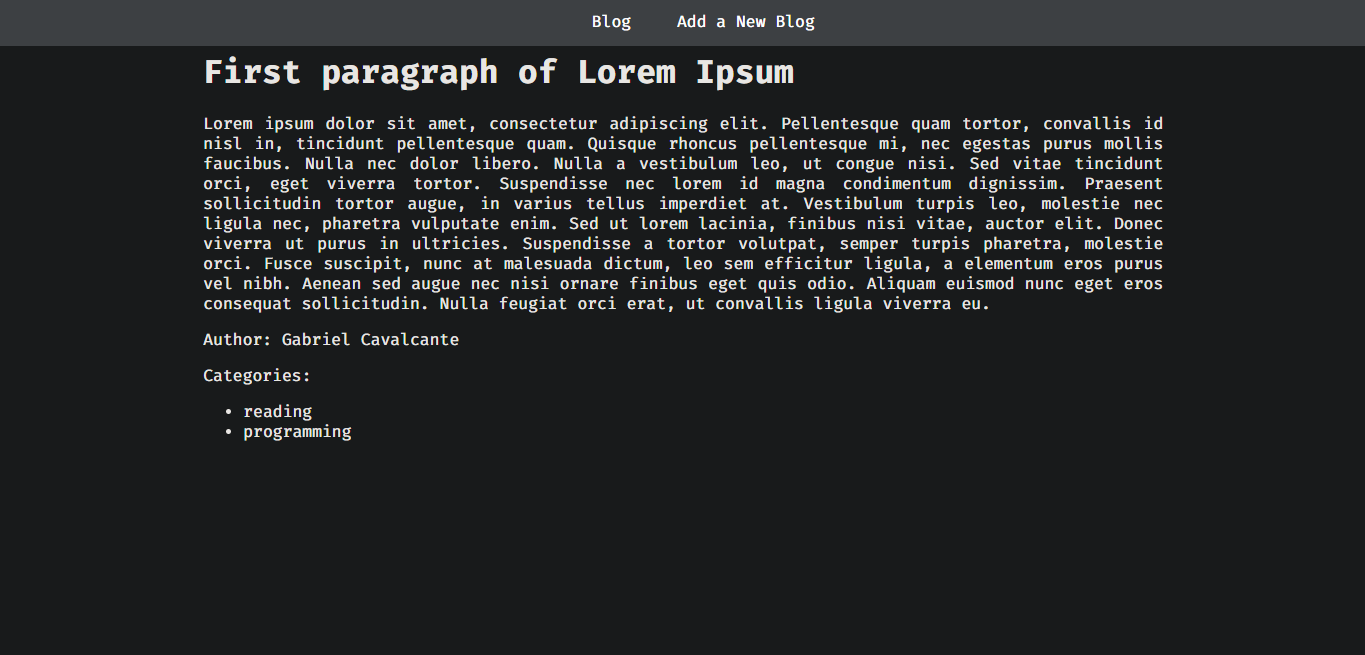 Blog Add a New Blog
First paragraph of Lorem Ipsum
Lorem ipsum dolor sit amet, consectetur adipiscing elit. Pellentesque quam tortor, convallis id
nisl in, tincidunt pellentesque quam. Quisque rhoncus pellentesque mi, nec egestas purus mollis
faucibus. Nulla nec dolor libero. Nulla a vestibulum leo, ut congue nisi. Sed vitae tincidunt
orci, eget viverra tortor. Suspendisse nec lorem id magna condimentum dignissim. Praesent
sollicitudin tortor augue, in varius tellus imperdiet at. Vestibulum turpis leo, molestie nec
ligula nec, pharetra vulputate enim. Sed ut lorem lacinia, finibus nisi vitae, auctor elit. Donec
viverra ut purus in ultricies. Suspendisse a tortor volutpat, semper turpis pharetra, molestie
orci. Fusce suscipit, nunc at malesuada dictum, leo sem efficitur ligula, a elementum eros purus
vel nibh. Aenean sed augue nec nisi ornare finibus eget quis odio. Aliquam euismod nunc eget eros
consequat sollicitudin. Nulla feugiat orci erat, ut convallis ligula viverra eu.
Author: Gabriel Cavalcante
Categories:
• reading
• programming